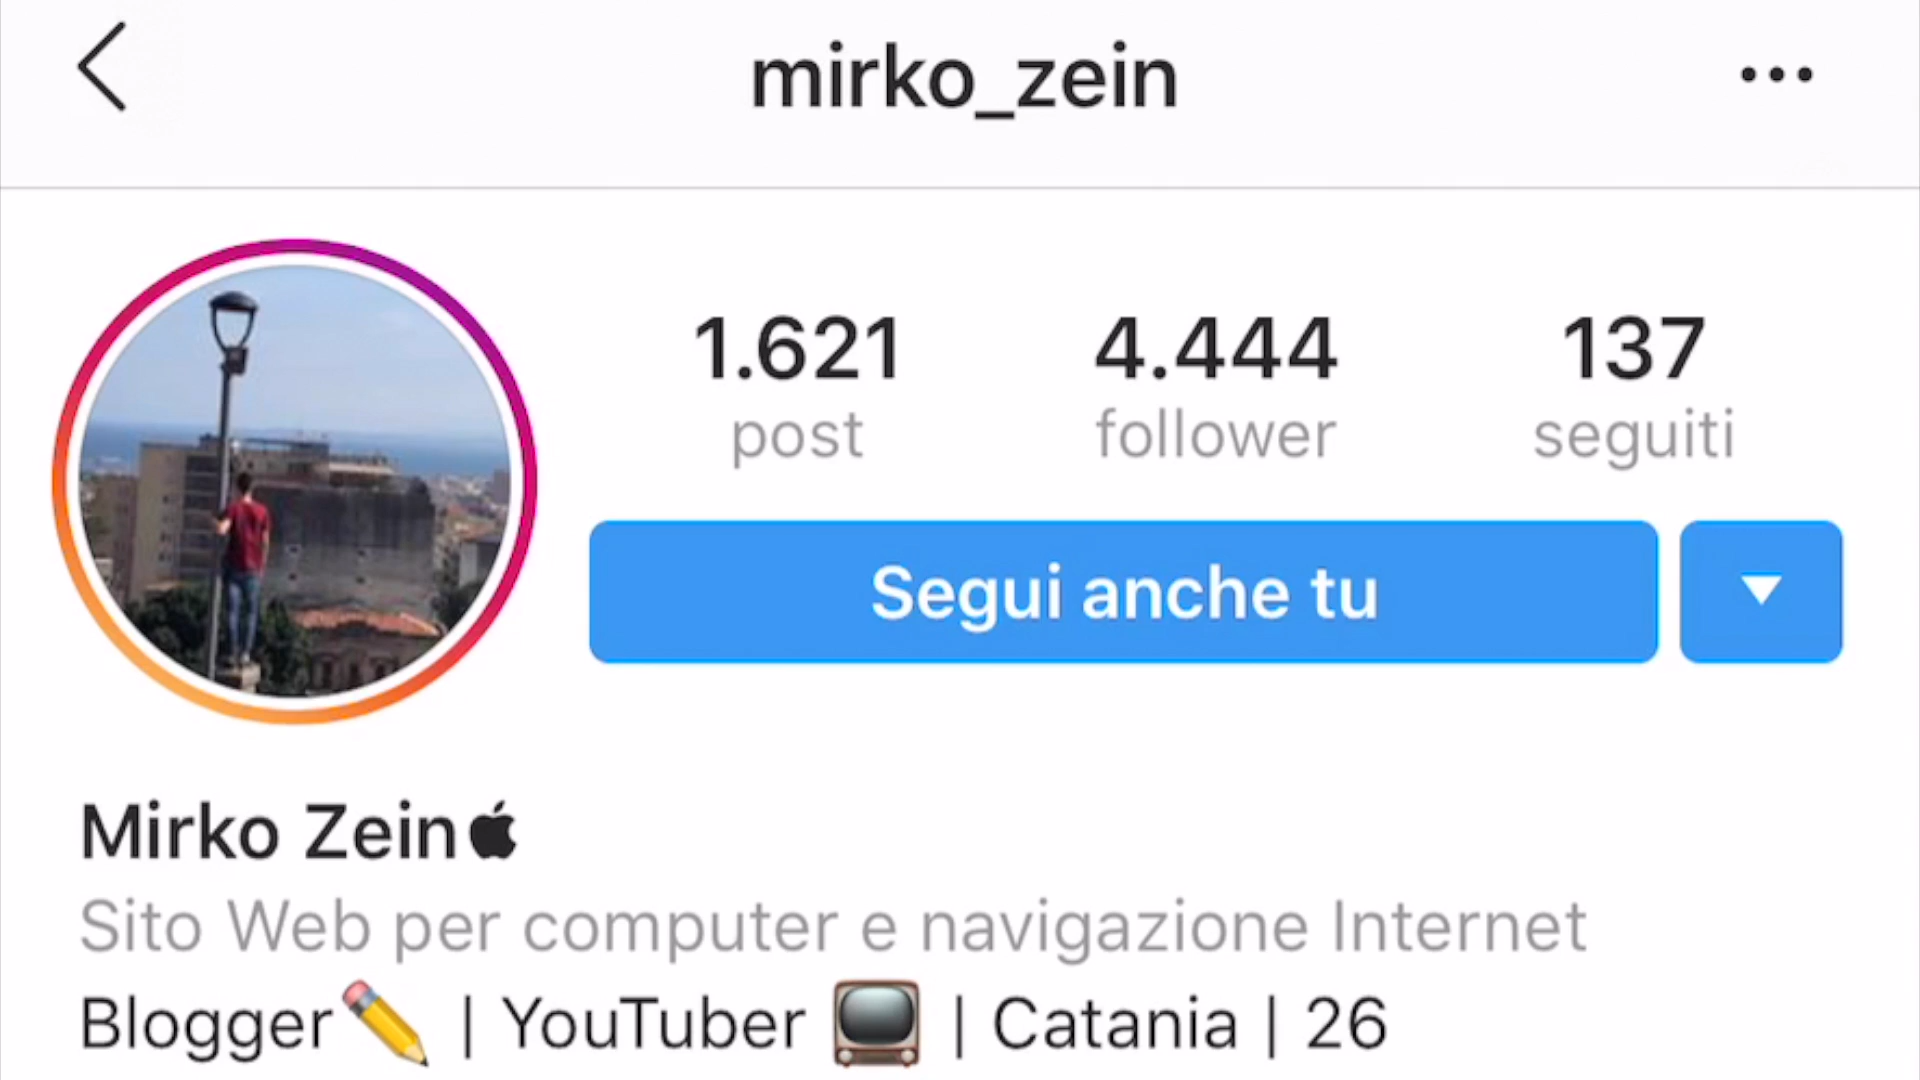 mirko_zein
1.621 4.444 137
post follower seguiti
Segui anche tu
Mirko Zein
Sito Web per computer e navigazione Internet
Blogger✏️ | YouTuber 📺 | Catania | 26